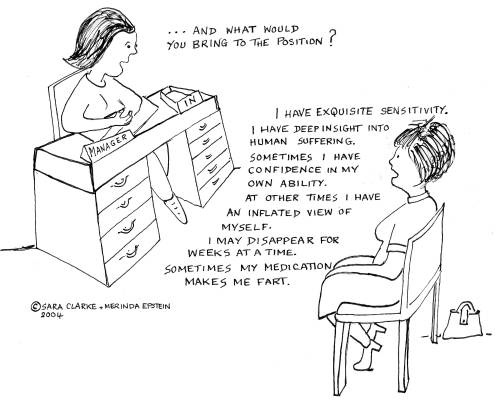 ... AND WHAT WOULD
YOU BRING TO THE POSITION?
IN
MANAGER
I HAVE EXQUISITE SENSITIVITY.
I HAVE DEEP INSIGHT INTO
HUMAN SUFFERING.
SOMETIMES I HAVE
CONFIDENCE IN MY
OWN ABILITY.
AT OTHER TIMES I HAVE
AN INFLATED VIEW OF
MYSELF.
I MAY DISAPPEAR FOR
WEEKS AT A TIME.
SOMETIMES MY MEDICATION
MAKES ME FART.
© SARA CLARKE + MERINDA EPSTEIN
2004